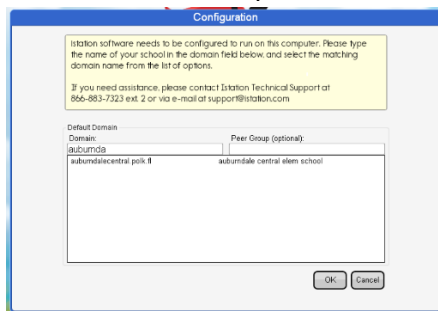 Configuration
Istation software needs to be configured to run on this computer. Please type
the name of your school in the domain field below, and select the matching
domain name from the list of options.
If you need assistance, please contact Istation Technical Support at
866-883-7323 ext. 2 or via e-mail at support@istation.com
Default Domain
Domain: Peer Group (optional):
auburnda
auburndalecentral.polk.fl auburndale central elem school
OK Cancel